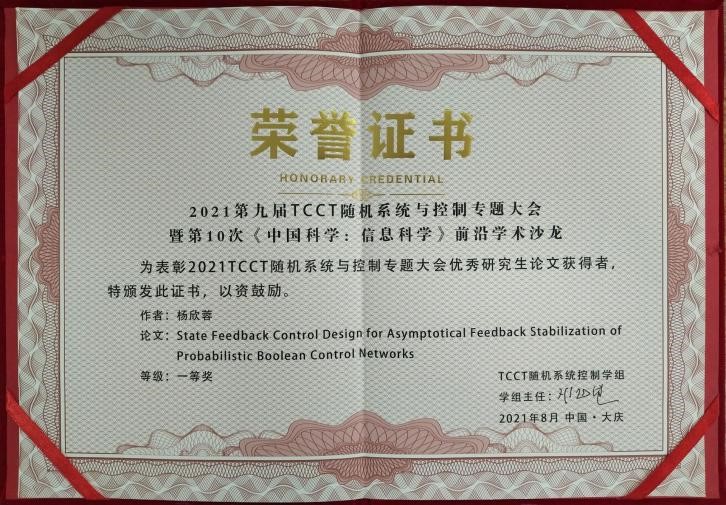 荣誉证书
HONORARY CREDENTIAL
2021第九届TCCT随机系统与控制专题大会
暨第10次《中国科学：信息科学》前沿学术沙龙
为表彰2021TCCT随机系统与控制专题大会优秀研究生论文获得者，
特颁发此证书，以资鼓励。
作者：杨欣蓉
论文：State Feedback Control Design for Asymptotical Feedback Stabilization of
Probabilistic Boolean Control Networks
等级：一等奖
TCCT随机系统控制学组
学组主任：
2021年8月 中国·大庆